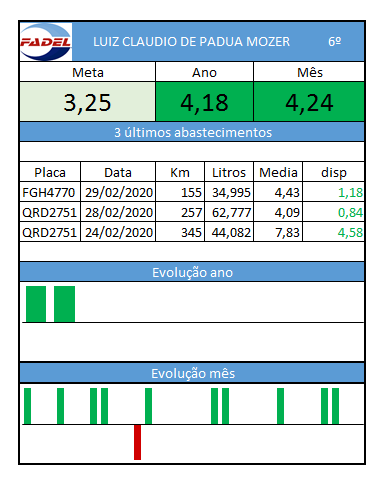 FADEL
LUIZ CLAUDIO DE PADUA MOZER 6º
Meta Ano Mês
3,25 4,18 4,24
3 últimos abastecimentos
Placa Data Km Litros Media disp
FGH4770 29/02/2020 155 34,995 4,43 1,18
QRD2751 28/02/2020 257 62,777 4,09 0,84
QRD2751 24/02/2020 345 44,082 7,83 4,58
Evolução ano
Evolução mês